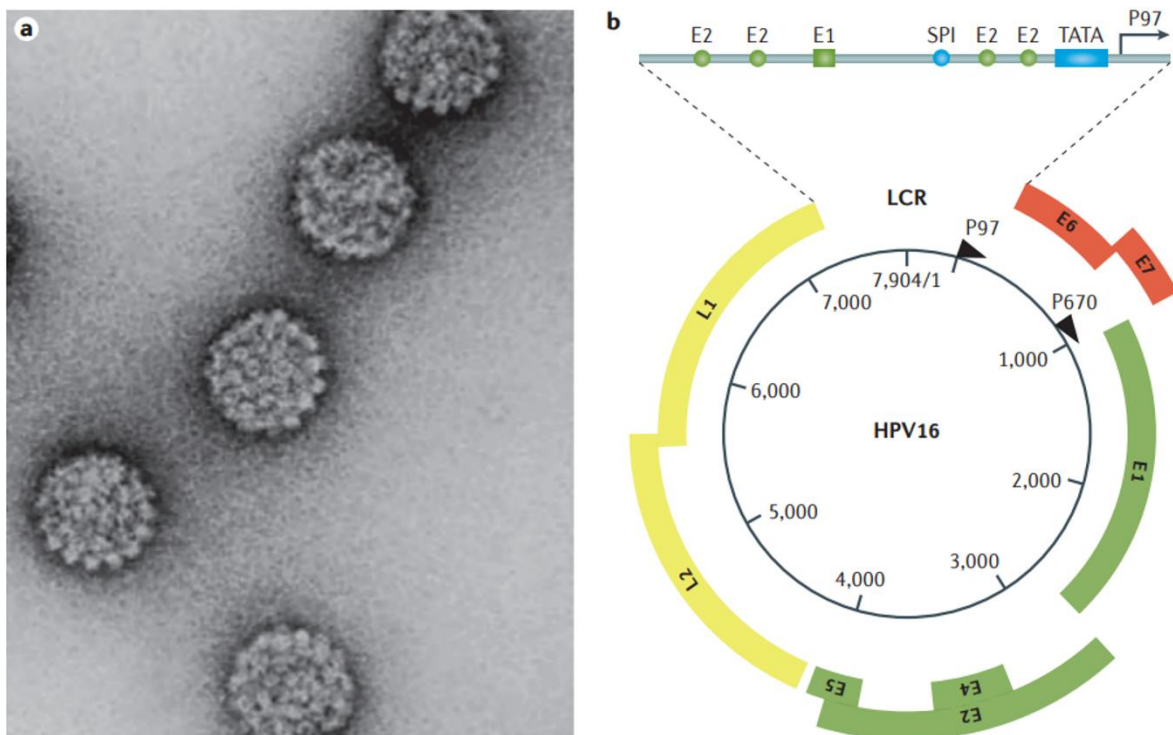 a
b
P97
E2 E2 E1 SPI E2 E2 TATA
LCR
E6
P97
E7
7,904/1
7,000
P670
L1
1,000
6,000
HPV16
E1
2,000
5,000
3,000
L2
4,000
E5
E4
E2